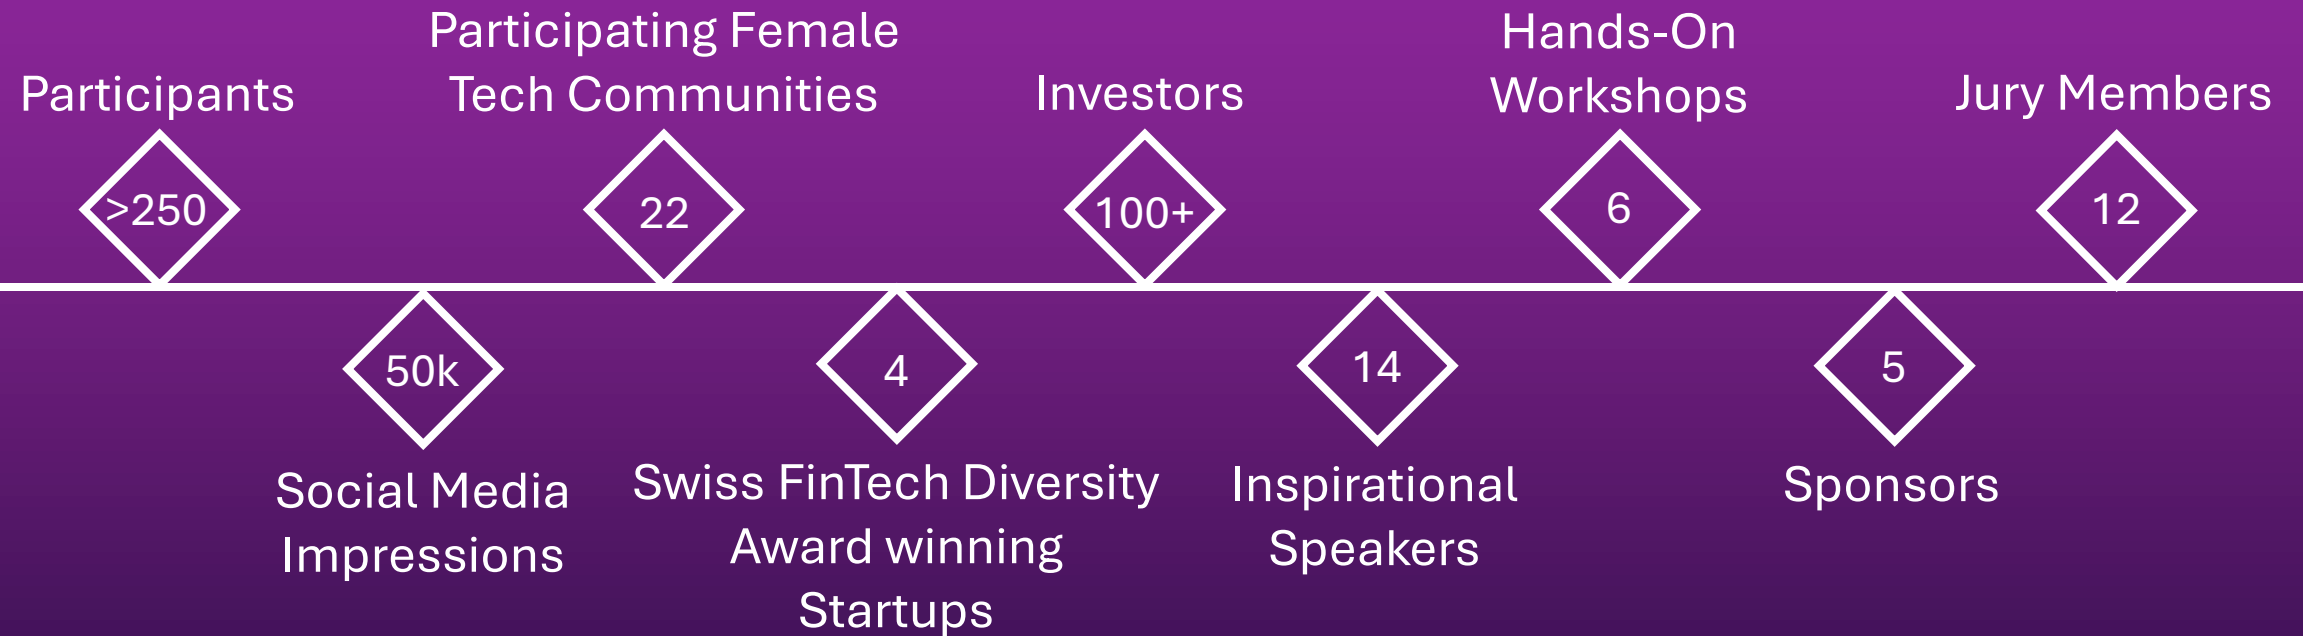 Participants
>250
50k
Social Media
Impressions
Participating Female
Tech Communities
22
4
Swiss FinTech Diversity
Award winning
Startups
Investors
100+
14
Inspirational
Speakers
Hands-On
Workshops
6
5
Sponsors
Jury Members
12